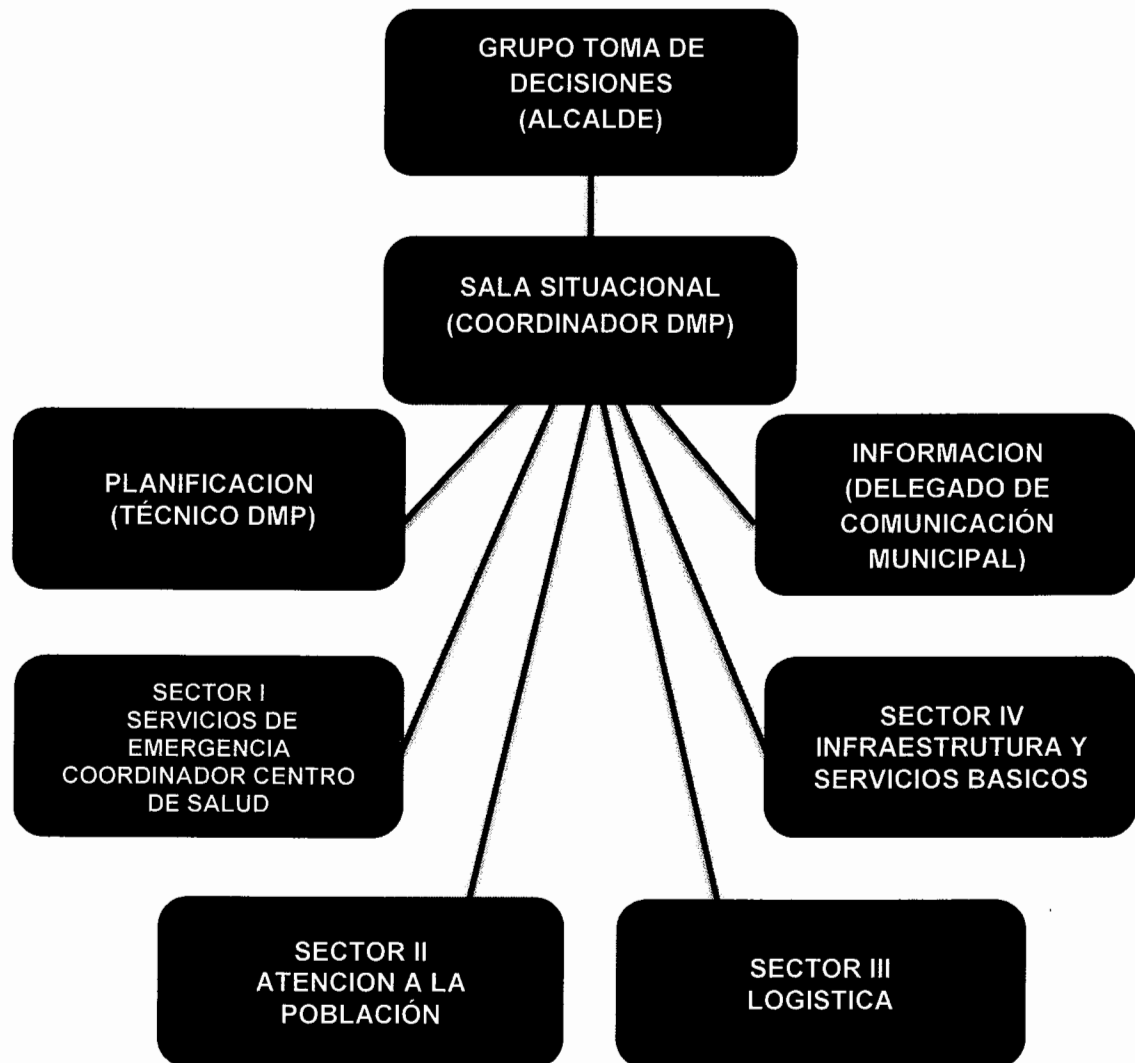 GRUPO TOMA DE
DECISIONES
(ALCALDE)
SALA SITUACIONAL
(COORDINADOR DMP)
PLANIFICACION
(TÉCNICO DMP)
INFORMACION
(DELEGADO DE
COMUNICACIÓN
MUNICIPAL)
SECTOR I
SERVICIOS DE
EMERGENCIA
COORDINADOR CENTRO
DE SALUD
SECTOR IV
INFRAESTRUTURA Y
SERVICIOS BASICOS
SECTOR II
ATENCION A LA
POBLACIÓN
SECTOR III
LOGISTICA